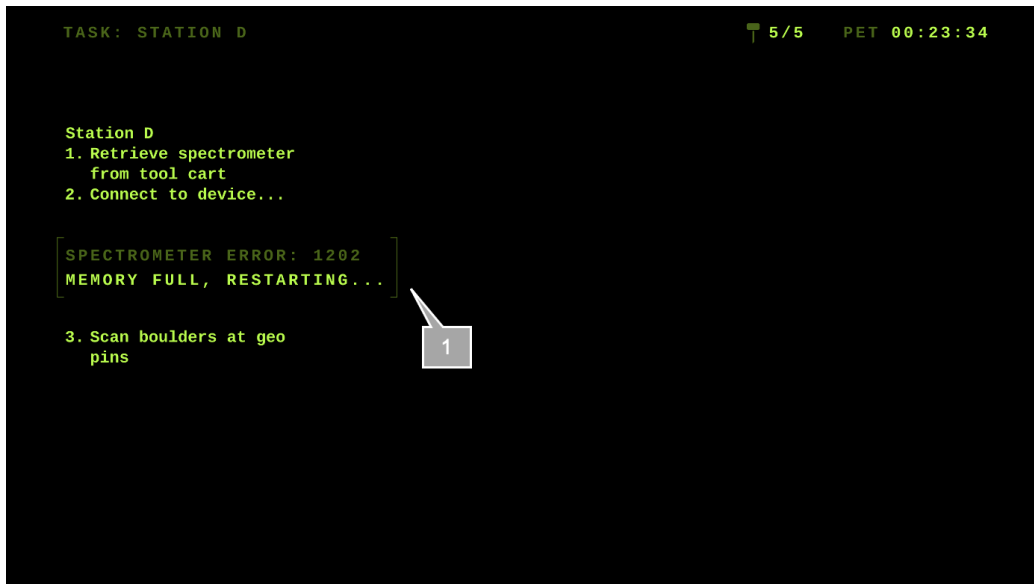 TASK: STATION D
5/5 PET 00:23:34
Station D
1. Retrieve spectrometer
from tool cart
2. Connect to device...
SPECTROMETER ERROR: 1202
MEMORY FULL, RESTARTING...
1
3. Scan boulders at geo
pins